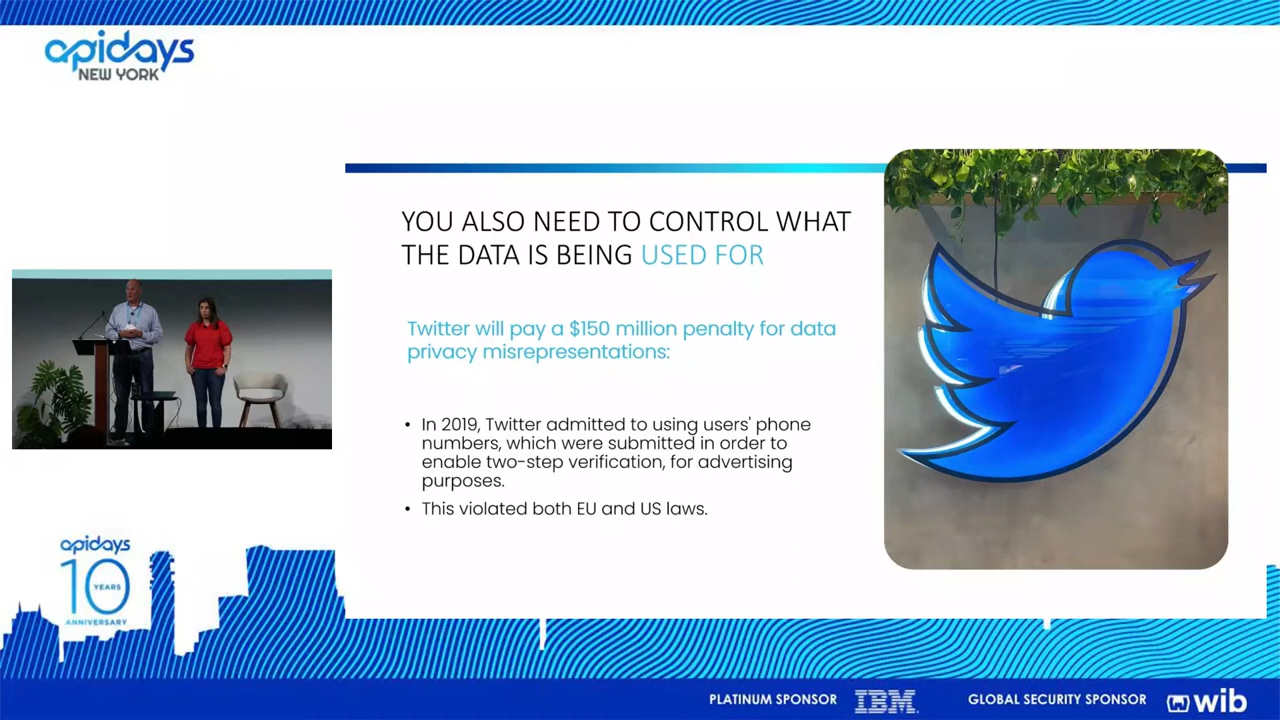 apidays
NEW YORK
YOU ALSO NEED TO CONTROL WHAT
THE DATA IS BEING USED FOR
Twitter will pay a $150 million penalty for data
privacy misrepresentations:
• In 2019, Twitter admitted to using users' phone
numbers, which were submitted in order to
enable two-step verification, for advertising
purposes.
• This violated both EU and US laws.
apidays
10 YEARS
ANNIVERSARY
PLATINUM SPONSOR IBM GLOBAL SECURITY SPONSOR wib